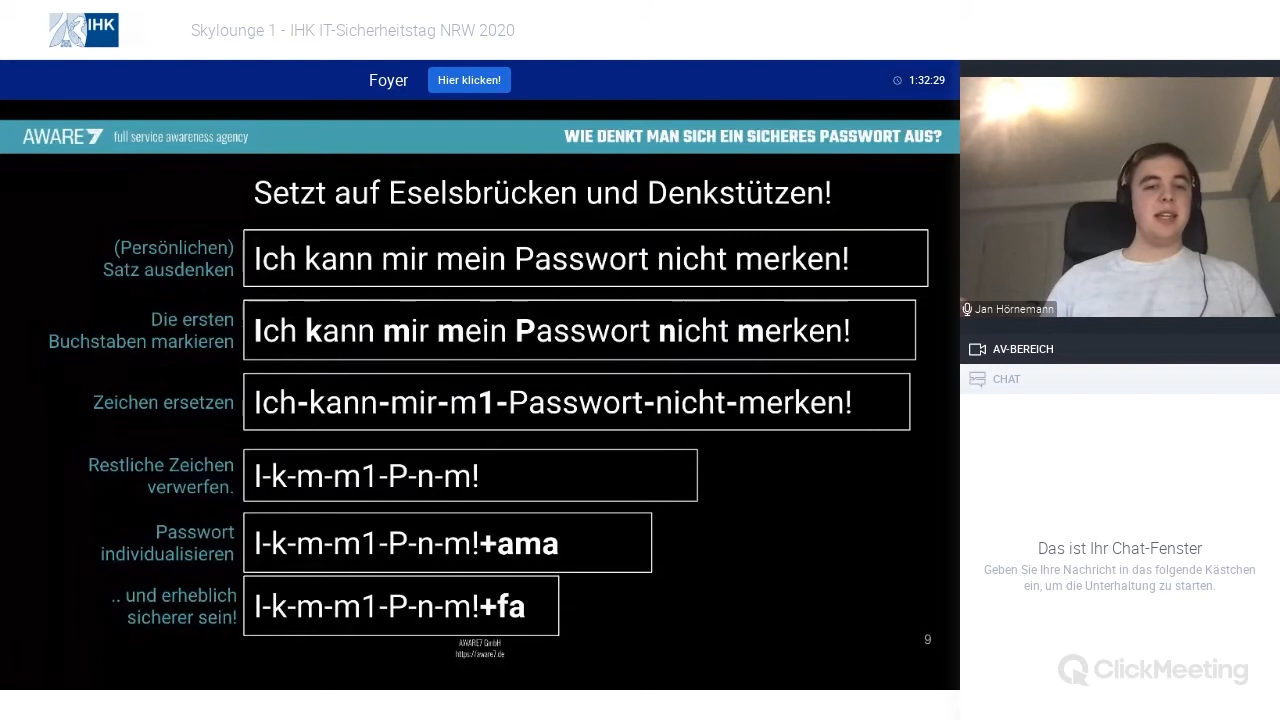 IHK
Skylounge 1 - IHK IT-Sicherheitstag NRW 2020
Foyer
Hier klicken!
1:32:29
AWARE7 full service awareness agency
WIE DENKT MAN SICH EIN SICHERES PASSWORT AUS?
Setzt auf Eselsbrücken und Denkstützen!
(Persönlichen)
Satz ausdenken
Ich kann mir mein Passwort nicht merken!
Die ersten
Buchstaben markieren
Ich kann mir mein Passwort nicht merken!
Zeichen ersetzen
Ich-kann-mir-m1-Passwort-nicht-merken!
Restliche Zeichen
verwerfen.
I-k-m-m1-P-n-m!
Passwort
individualisieren
I-k-m-m1-P-n-m!+ama
.. und erheblich
sicherer sein!
I-k-m-m1-P-n-m!+fa
AWARE7 GmbH
https://aware7.de
9
Jan Hörnemann
AV-BEREICH
CHAT
Das ist Ihr Chat-Fenster
Geben Sie Ihre Nachricht in das folgende Kästchen
ein, um die Unterhaltung zu starten.
ClickMeeting